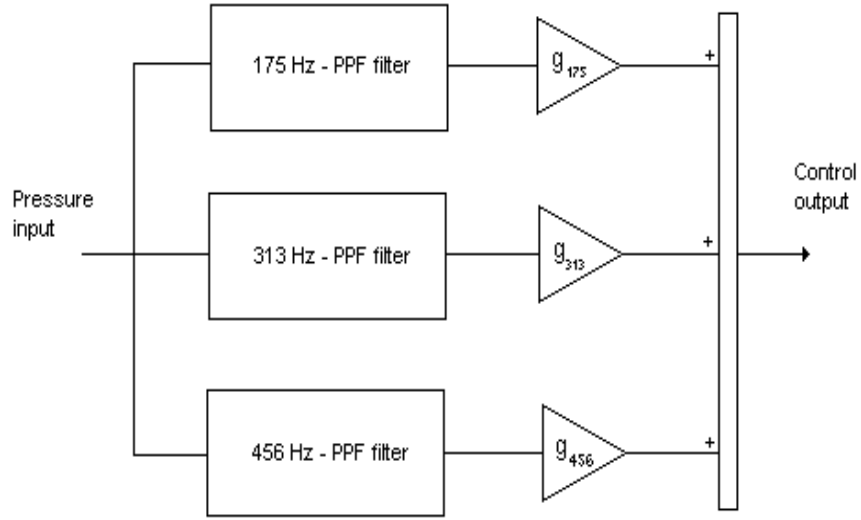 175 Hz - PPF filter
g175
+
Pressure
input
313 Hz - PPF filter
g313
+
Control
output
456 Hz - PPF filter
g456
+